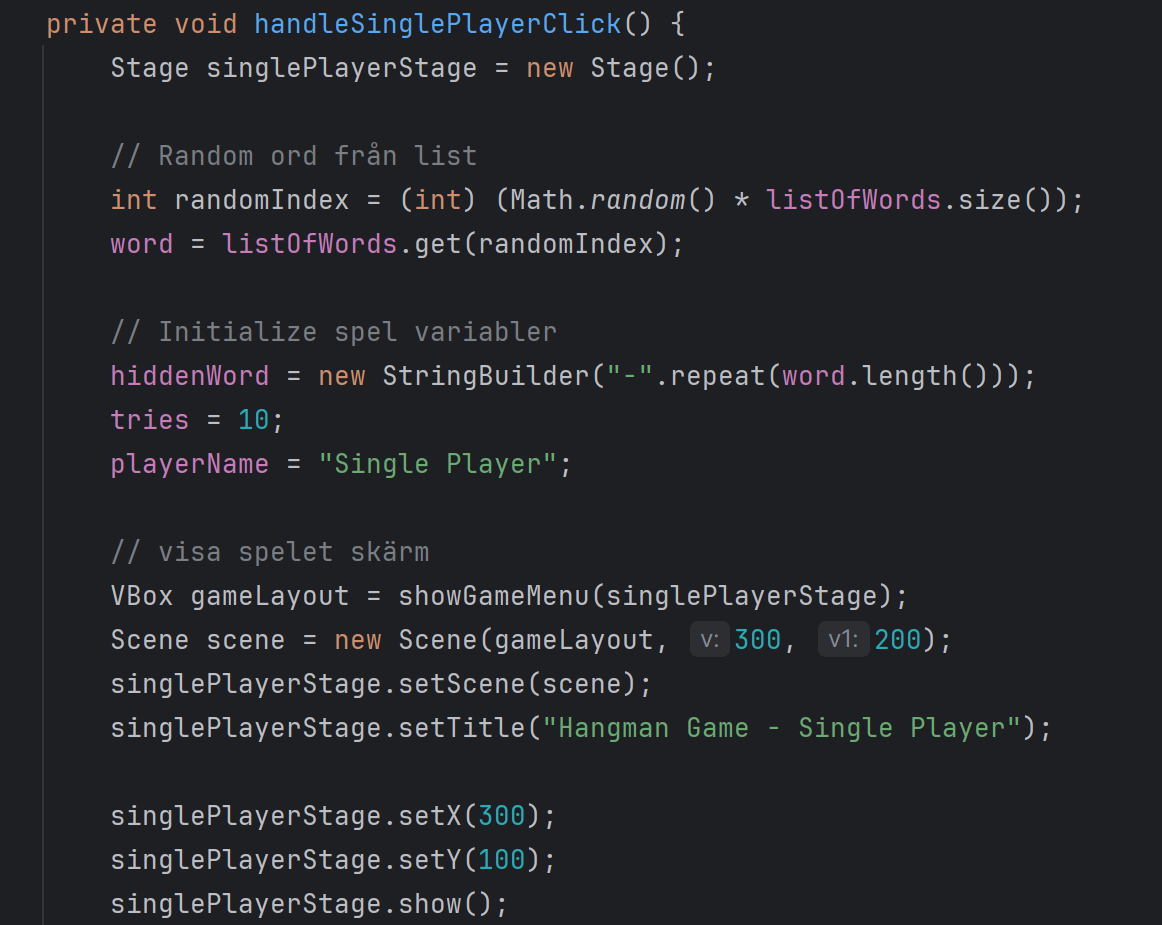 private void handleSinglePlayerClick() {
Stage singlePlayerStage = new Stage();
// Random ord från list
int randomIndex = (int) (Math.random() * listOfWords.size());
word = listOfWords.get(randomIndex);
// Initialize spel variabler
hiddenWord = new StringBuilder("-".repeat(word.length()));
tries = 10;
playerName = "Single Player";
// visa spelet skärm
VBox gameLayout = showGameMenu(singlePlayerStage);
Scene scene = new Scene(gameLayout, v: 300, v1: 200);
singlePlayerStage.setScene(scene);
singlePlayerStage.setTitle("Hangman Game - Single Player");
singlePlayerStage.setX(300);
singlePlayerStage.setY(100);
singlePlayerStage.show();